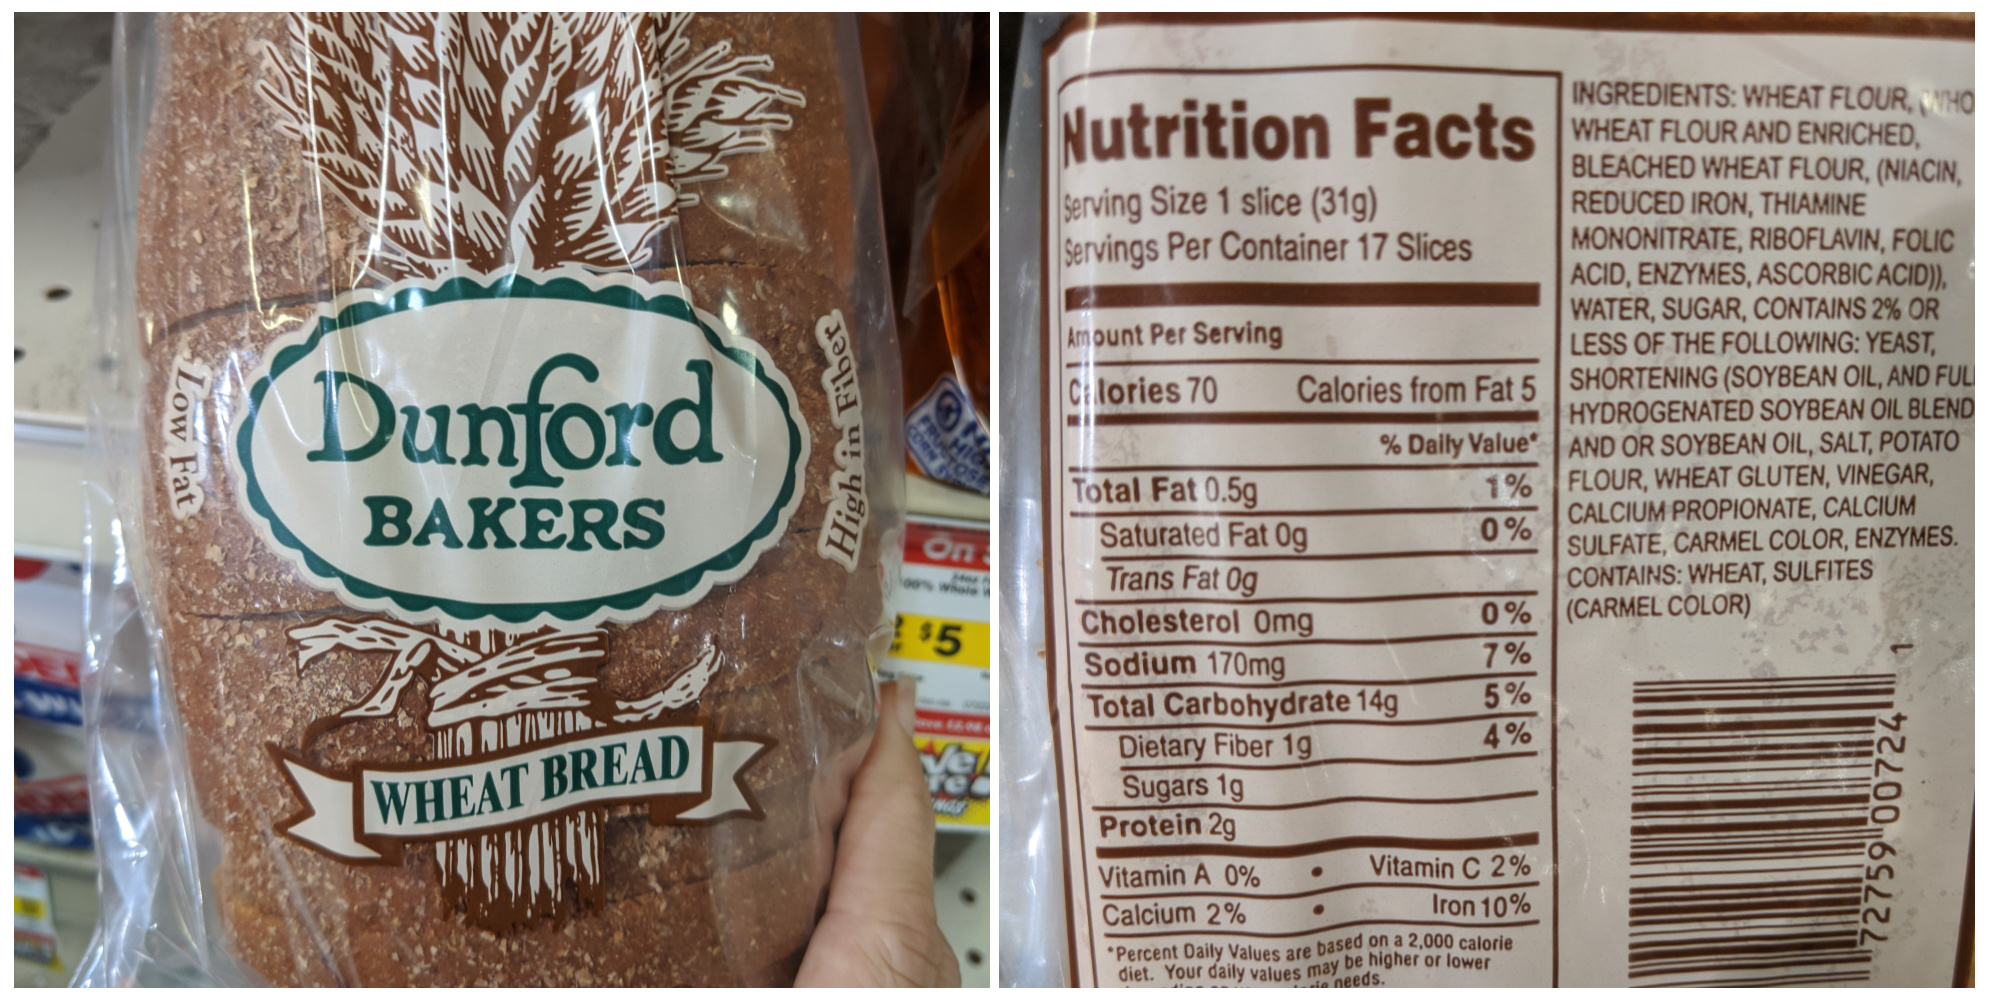 Low Fat
Dunford
BAKERS
High in Fiber
WHEAT BREAD
On
100% Whole
$5
Nutrition Facts
Serving Size 1 slice (31g)
Servings Per Container 17 Slices
Amount Per Serving
Calories 70 Calories from Fat 5
% Daily Value*
Total Fat 0.5g 1%
Saturated Fat 0g 0%
Trans Fat 0g
Cholesterol 0mg 0%
Sodium 170mg 7%
Total Carbohydrate 14g 5%
Dietary Fiber 1g 4%
Sugars 1g
Protein 2g
Vitamin A 0% • Vitamin C 2%
Calcium 2% • Iron 10%
*Percent Daily Values are based on a 2,000 calorie
diet. Your daily values may be higher or lower
needs.
INGREDIENTS: WHEAT FLOUR, (WHO
WHEAT FLOUR AND ENRICHED,
BLEACHED WHEAT FLOUR, (NIACIN,
REDUCED IRON, THIAMINE
MONONITRATE, RIBOFLAVIN, FOLIC
ACID, ENZYMES, ASCORBIC ACID)),
WATER, SUGAR, CONTAINS 2% OR
LESS OF THE FOLLOWING: YEAST,
SHORTENING (SOYBEAN OIL, AND FUL
HYDROGENATED SOYBEAN OIL BLEND
AND OR SOYBEAN OIL, SALT, POTATO
FLOUR, WHEAT GLUTEN, VINEGAR,
CALCIUM PROPIONATE, CALCIUM
SULFATE, CARMEL COLOR, ENZYMES.
CONTAINS: WHEAT, SULFITES
(CARMEL COLOR)
72759 00724 1